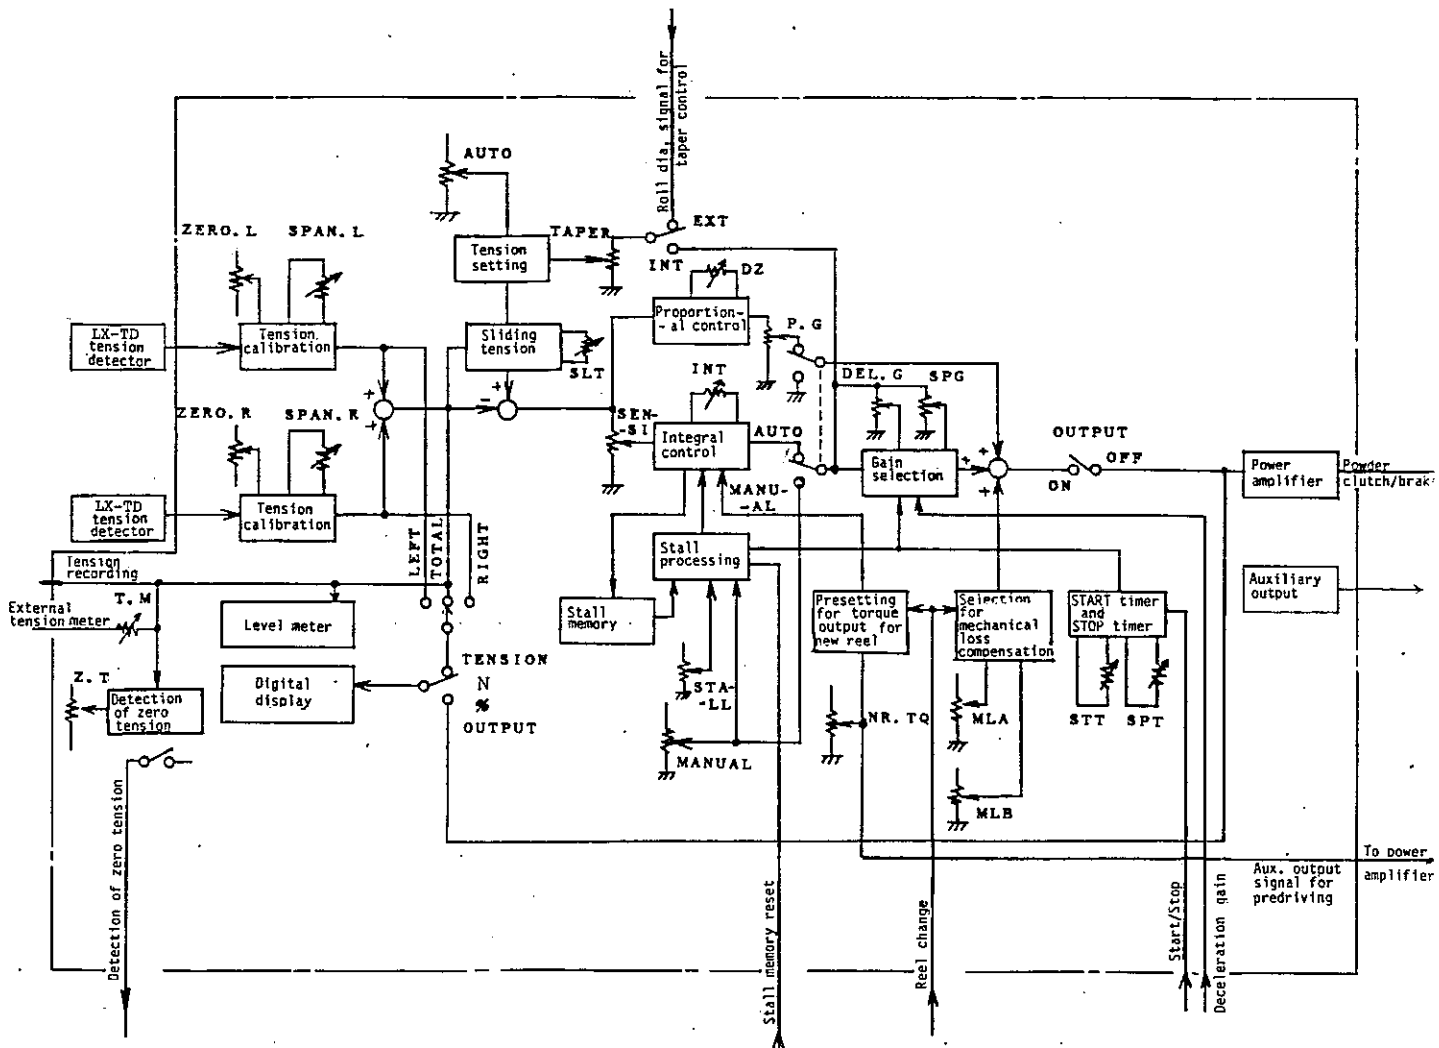 Roll dia, signal for
taper control
AUTO
ZERO. L
SPAN. L
TAPER
EXT
INT
Tension
setting
DZ
LX-TD
tension
detector
Tension
calibration
Sliding
tension
SLT
Proportion-
-al control
P. G
INT
DEL. G
SPG
ZERO. R
SPAN. R
SEN-
-SI
Integral
control
AUTO
MANU-
-AL
Gain
selection
OUTPUT
OFF
ON
Power
amplifier
Powder
clutch/brak
LX-TD
tension
detector
Tension
calibration
LEFT
TOTAL
RIGHT
Stall
processing
Tension
recording
T. M
External
tension meter
Level meter
Stall
memory
Presetting
for torque
output for
new reel
Selection
for
mechanical
loss
compensation
START timer
and
STOP timer
Auxiliary
output
Z. T
Detection
of zero
tension
Digital
display
TENSION
N
%
OUTPUT
STA-
-LL
MANUAL
NR. TQ
MLA
MLB
STT
SPT
Detection of zero tension
Stall memory reset
Reel change
Start/Stop
Deceleration gain
Aux. output
signal for
predriving
To power
amplifier
+
+
-
+
+
+
+